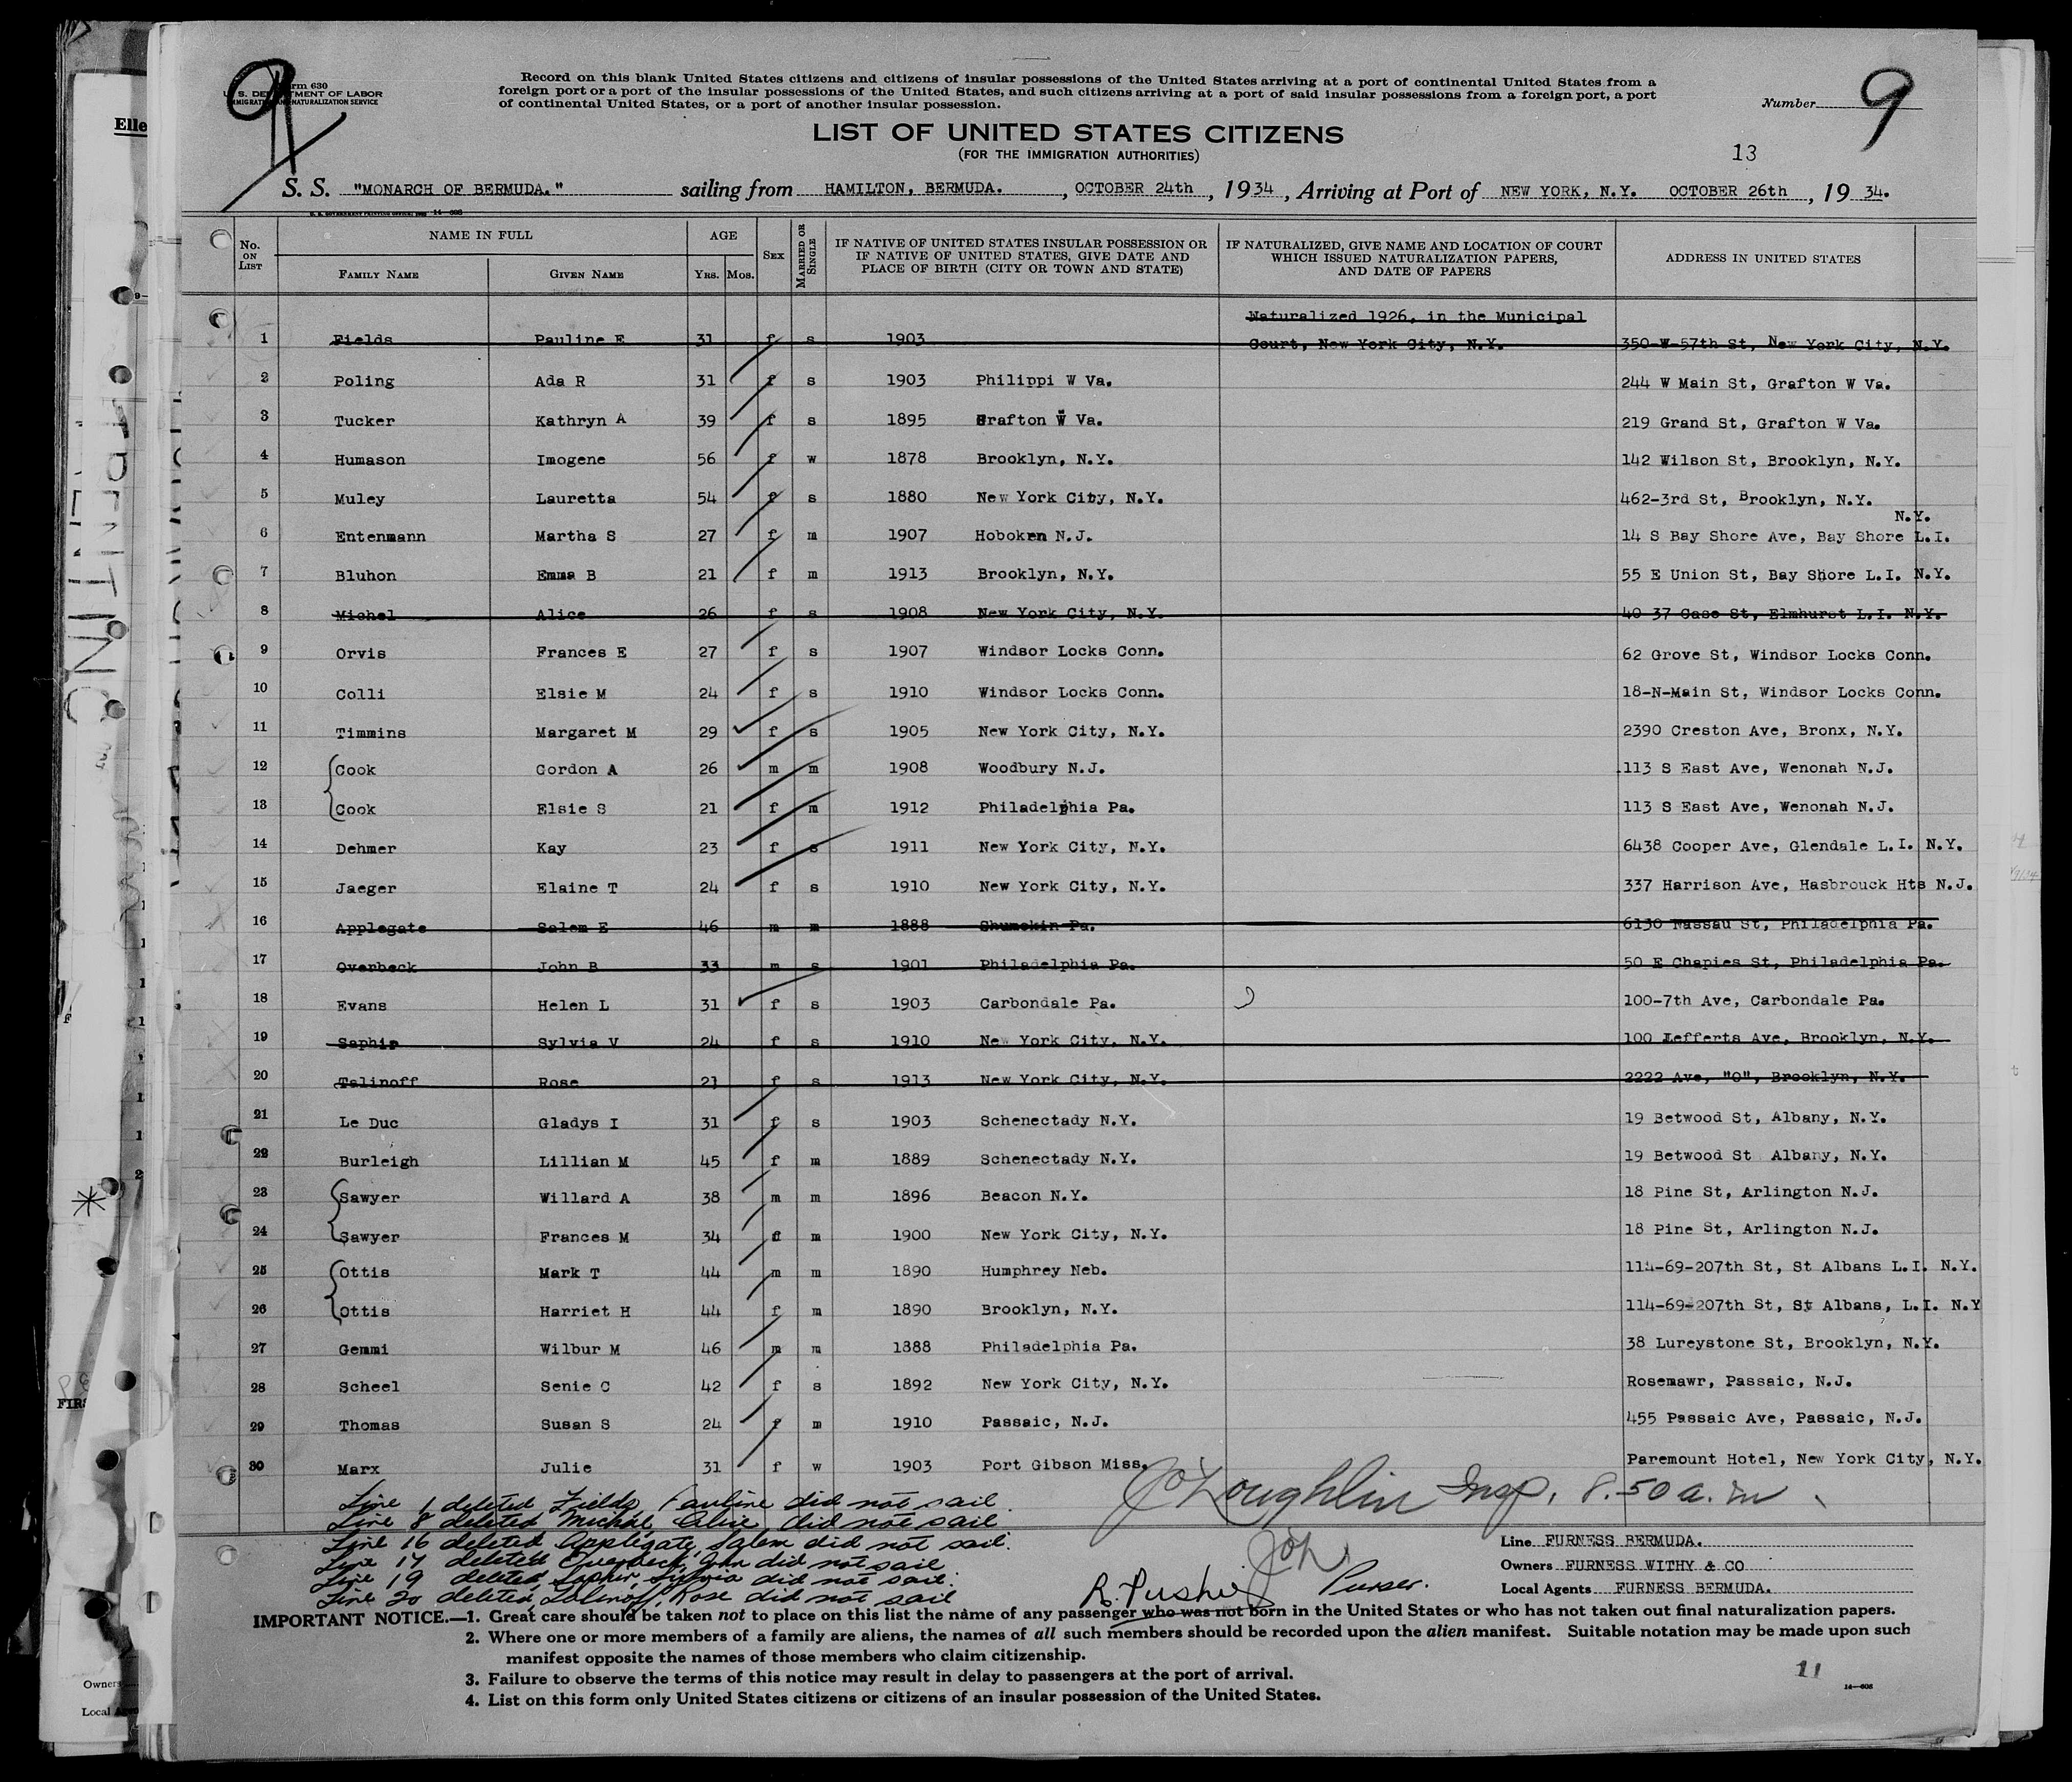 Form 630
U. S. DEPARTMENT OF LABOR
IMMIGRATION AND NATURALIZATION SERVICE
Record on this blank United States citizens and citizens of insular possessions of the United States arriving at a port of continental United States from a
foreign port or a port of the insular possessions of the United States, and such citizens arriving at a port of said insular possessions from a foreign port, a port
of continental United States, or a port of another insular possession.
Number 9
LIST OF UNITED STATES CITIZENS
(FOR THE IMMIGRATION AUTHORITIES)
13
S. S. "MONARCH OF BERMUDA." sailing from HAMILTON, BERMUDA. , OCTOBER 24th , 1934 , Arriving at Port of NEW YORK, N.Y. OCTOBER 26th , 19 34.
No. ON LIST NAME IN FULL AGE SEX MARRIED OR SINGLE IF NATIVE OF UNITED STATES INSULAR POSSESSION OR IF NATIVE OF UNITED STATES, GIVE DATE AND PLACE OF BIRTH (CITY OR TOWN AND STATE) IF NATURALIZED, GIVE NAME AND LOCATION OF COURT WHICH ISSUED NATURALIZATION PAPERS, AND DATE OF PAPERS ADDRESS IN UNITED STATES
FAMILY NAME GIVEN NAME YRS. MOS.
Naturalized 1926, in the Municipal
1 Fields Pauline E 31 f s 1903 Court, New York City, N.Y. 350-W-57th St, New York City, N.Y.
2 Poling Ada R 31 f s 1903 Philippi W Va. 244 W Main St, Grafton W Va.
3 Tucker Kathryn A 39 f s 1895 Grafton W Va. 219 Grand St, Grafton W Va.
4 Humason Imogene 56 f w 1878 Brooklyn, N.Y. 142 Wilson St, Brooklyn, N.Y.
5 Muley Lauretta 54 f s 1880 New York City, N.Y. 462-3rd St, Brooklyn, N.Y.
N.Y.
6 Entenmann Martha S 27 f m 1907 Hoboken N.J. 14 S Bay Shore Ave, Bay Shore L.I.
7 Bluhon Emma B 21 f m 1913 Brooklyn, N.Y. 55 E Union St, Bay Shore L.I. N.Y.
8 Michel Alice 26 f s 1908 New York City, N.Y. 40 37 Case St, Elmhurst L.I. N.Y.
9 Orvis Frances E 27 f s 1907 Windsor Locks Conn. 62 Grove St, Windsor Locks Conn.
10 Colli Elsie M 24 f s 1910 Windsor Locks Conn. 18-N-Main St, Windsor Locks Conn.
11 Timmins Margaret M 29 f s 1905 New York City, N.Y. 2390 Creston Ave, Bronx, N.Y.
12 Cook Gordon A 26 m m 1908 Woodbury N.J. 113 S East Ave, Wenonah N.J.
13 Cook Elsie S 21 f m 1912 Philadelphia Pa. 113 S East Ave, Wenonah N.J.
14 Dehmer Kay 23 f s 1911 New York City, N.Y. 6438 Cooper Ave, Glendale L.I. N.Y.
15 Jaeger Elaine T 24 f s 1910 New York City, N.Y. 337 Harrison Ave, Hasbrouck Hts N.J.
16 Applegate Salem E 46 m m 1888 Shumokin Pa. 6130 Nassau St, Philadelphia Pa.
17 Overbeck John B 33 m s 1901 Philadelphia Pa. 50 E Chapies St, Philadelphia Pa.
18 Evans Helen L 31 f s 1903 Carbondale Pa. 100-7th Ave, Carbondale Pa.
19 Saphir Sylvia V 24 f s 1910 New York City, N.Y. 100 Lefferts Ave, Brooklyn, N.Y.
20 Talinoff Rose 21 f s 1913 New York City, N.Y. 2222 Ave, "O", Brooklyn, N.Y.
21 Le Duc Gladys I 31 f s 1903 Schenectady N.Y. 19 Betwood St, Albany, N.Y.
22 Burleigh Lillian M 45 f m 1889 Schenectady N.Y. 19 Betwood St Albany, N.Y.
23 Sawyer Willard A 38 m m 1896 Beacon N.Y. 18 Pine St, Arlington N.J.
24 Sawyer Frances M 34 f m 1900 New York City, N.Y. 18 Pine St, Arlington N.J.
25 Ottis Mark T 44 m m 1890 Humphrey Neb. 114-69-207th St, St Albans L.I. N.Y.
26 Ottis Harriet H 44 f m 1890 Brooklyn, N.Y. 114-69-207th St, St Albans, L.I. N.Y
27 Gemmi Wilbur M 46 m m 1888 Philadelphia Pa. 38 Lureystone St, Brooklyn, N.Y.
28 Scheel Senie C 42 f s 1892 New York City, N.Y. Rosemawr, Passaic, N.J.
29 Thomas Susan S 24 f m 1910 Passaic, N.J. 455 Passaic Ave, Passaic, N.J.
30 Marx Julie 31 f w 1903 Port Gibson Miss. Paramount Hotel, New York City, N.Y.
Line 1 deleted Fields, Pauline did not sail.
JO'Loughlin Insp. 8.50 a.m.
Line 8 deleted Michel, Alice did not sail
Line 16 deleted Applegate, Salem did not sail.
Line 17 deleted Overbeck, John did not sail
Line 19 deleted, Saphir, Sylvia did not sail.
Line 20 deleted, Talinoff, Rose did not sail
Purser.
Line FURNESS BERMUDA.
Owners FURNESS WITHY & CO
Local Agents FURNESS BERMUDA.
IMPORTANT NOTICE.—1. Great care should be taken not to place on this list the name of any passenger who was not born in the United States or who has not taken out final naturalization papers.
2. Where one or more members of a family are aliens, the names of all such members should be recorded upon the alien manifest. Suitable notation may be made upon such
manifest opposite the names of those members who claim citizenship.
3. Failure to observe the terms of this notice may result in delay to passengers at the port of arrival.
4. List on this form only United States citizens or citizens of an insular possession of the United States.
11
14—608